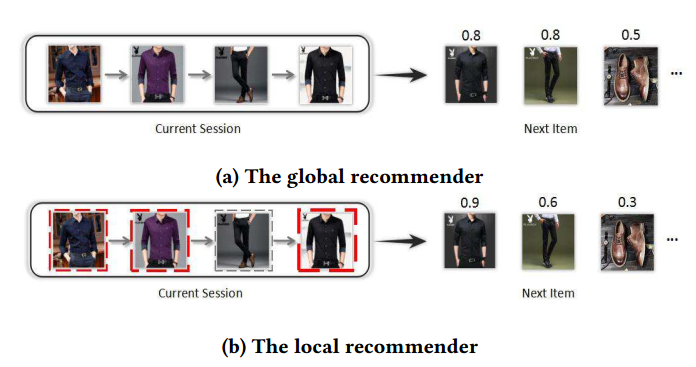 0.8 0.8 0.5
...
Current Session Next Item
(a) The global recommender
0.9 0.6 0.3
...
Current Session Next Item
(b) The local recommender